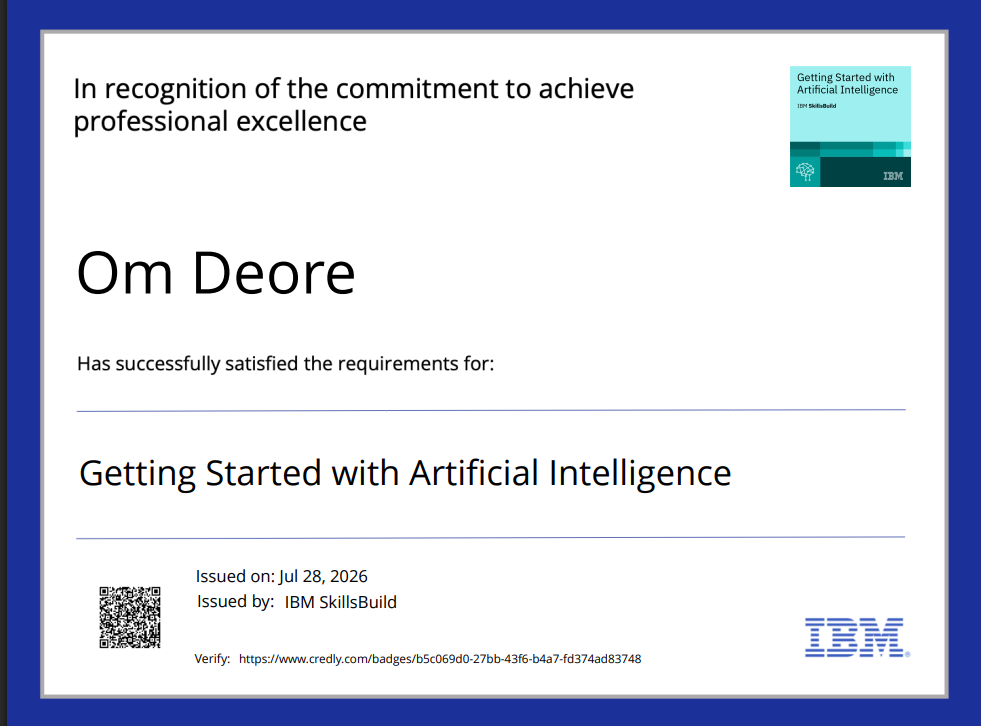 In recognition of the commitment to achieve
professional excellence
Getting Started with
Artificial Intelligence
IBM SkillsBuild
IBM
Om Deore
Has successfully satisfied the requirements for:
Getting Started with Artificial Intelligence
Issued on: Jul 28, 2026
Issued by: IBM SkillsBuild
Verify: https://www.credly.com/badges/b5c069d0-27bb-43f6-b4a7-fd374ad83748
IBM®